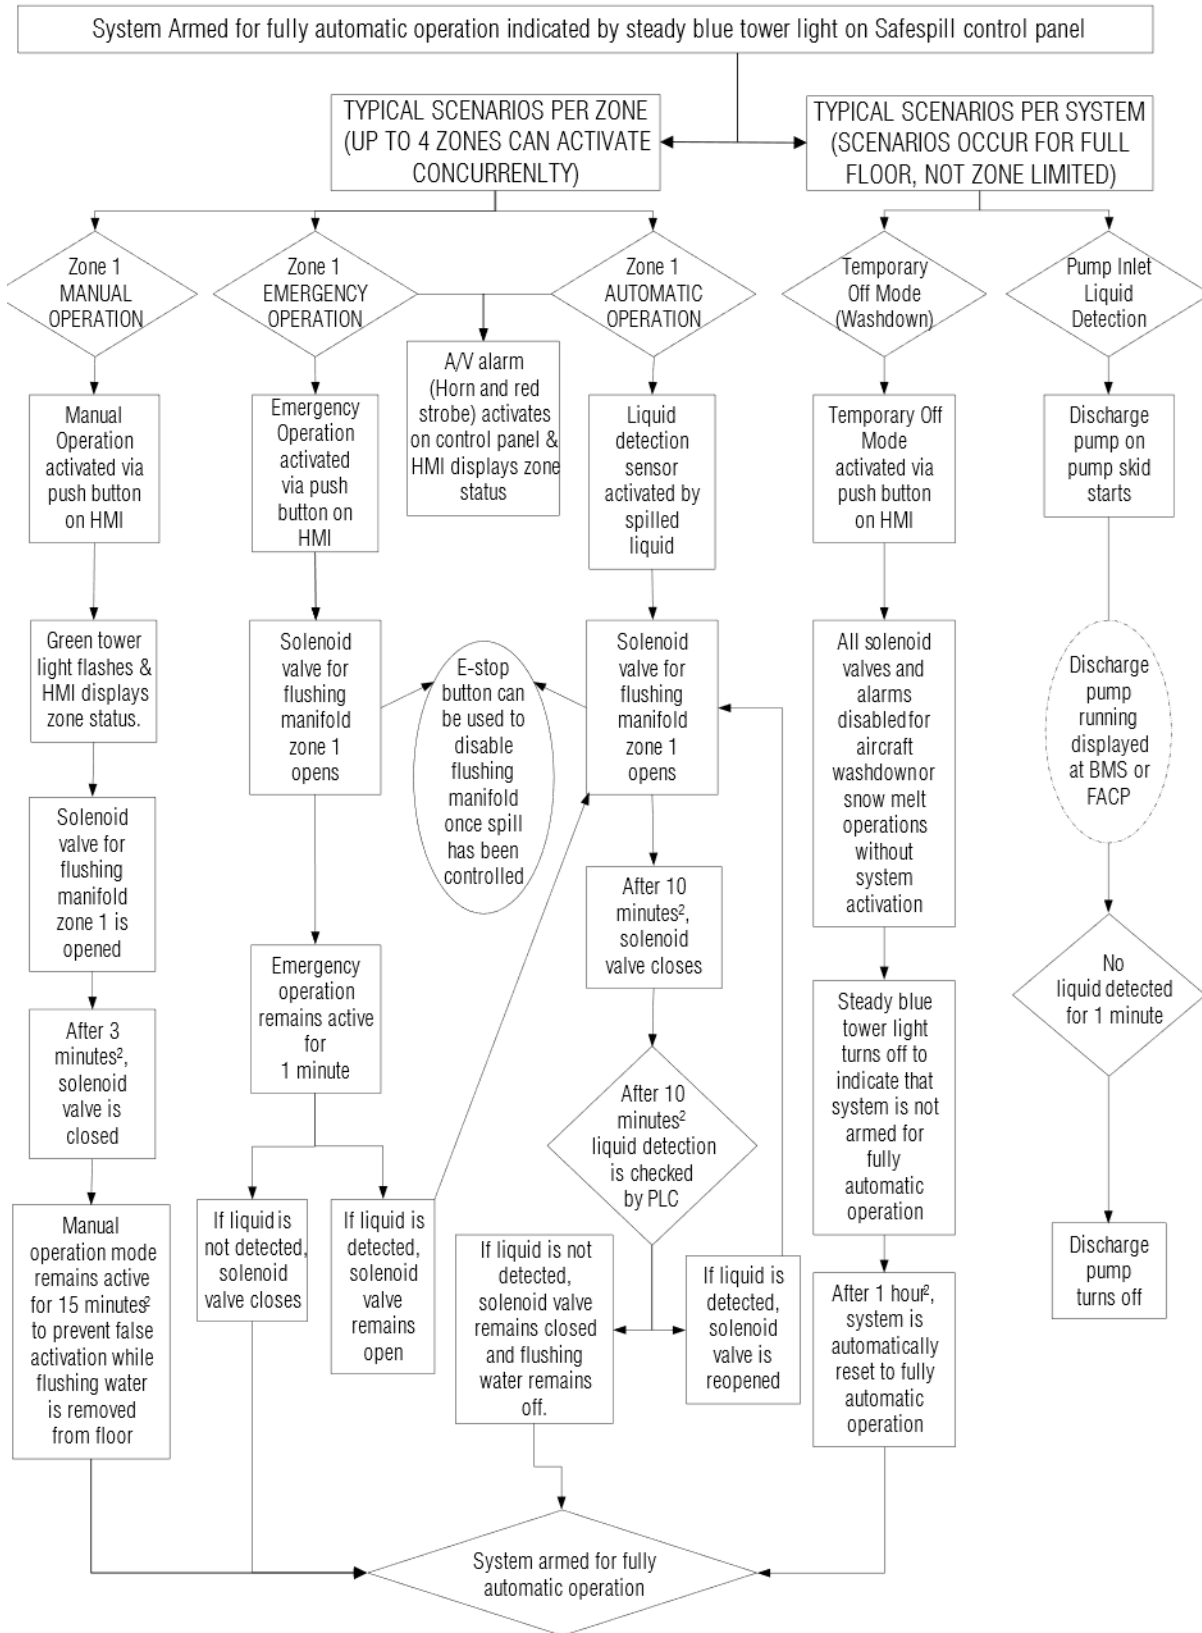 System Armed for fully automatic operation indicated by steady blue tower light on Safespill control panel
TYPICAL SCENARIOS PER ZONE
(UP TO 4 ZONES CAN ACTIVATE
CONCURRENLTY)
TYPICAL SCENARIOS PER SYSTEM
(SCENARIOS OCCUR FOR FULL
FLOOR, NOT ZONE LIMITED)
Zone 1
MANUAL
OPERATION
Zone 1
EMERGENCY
OPERATION
Zone 1
AUTOMATIC
OPERATION
Temporary
Off Mode
(Washdown)
Pump Inlet
Liquid
Detection
A/V alarm
(Horn and red
strobe) activates
on control panel &
HMI displays zone
status
Manual
Operation
activated via
push button
on HMI
Emergency
Operation
activated
via push
button on
HMI
Liquid
detection
sensor
activated by
spilled
liquid
Temporary Off
Mode
activated via
push button
on HMI
Discharge
pump on
pump skid
starts
Green tower
light flashes &
HMI displays
zone status.
Solenoid
valve for
flushing
manifold
zone 1
opens
E-stop
button can
be used to
disable
flushing
manifold
once spill
has been
controlled
Solenoid
valve for
flushing
manifold
zone 1
opens
All solenoid
valves and
alarms
disabled for
aircraft
washdown or
snow melt
operations
without
system
activation
Discharge
pump
running
displayed
at BMS or
FACP
Solenoid
valve for
flushing
manifold
zone 1 is
opened
After 10
minutes²,
solenoid
valve closes
Emergency
operation
remains active
for
1 minute
No
liquid detected
for 1 minute
After 3
minutes²,
solenoid
valve is
closed
Steady blue
tower light
turns off to
indicate that
system is not
armed for
fully
automatic
operation
After 10
minutes²
liquid detection
is checked
by PLC
Manual
operation mode
remains active
for 15 minutes²
to prevent false
activation while
flushing water
is removed
from floor
If liquid is
not detected,
solenoid
valve closes
If liquid is
detected,
solenoid
valve
remains
open
If liquid is not
detected,
solenoid valve
remains closed
and flushing
water remains
off.
If liquid is
detected,
solenoid
valve is
reopened
After 1 hour²,
system is
automatically
reset to fully
automatic
operation
Discharge
pump
turns off
System armed for fully
automatic operation